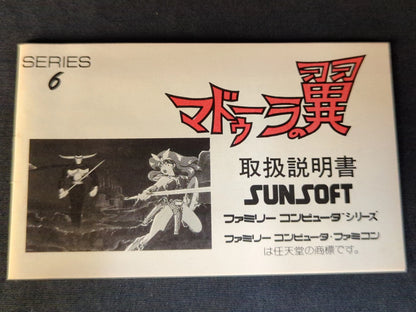 SERIES
6
マドゥーラの翼
取扱説明書
SUNSOFT
ファミリー コンピュータ™シリーズ
ファミリー コンピュータ・ファミコン
は任天堂の商標です。